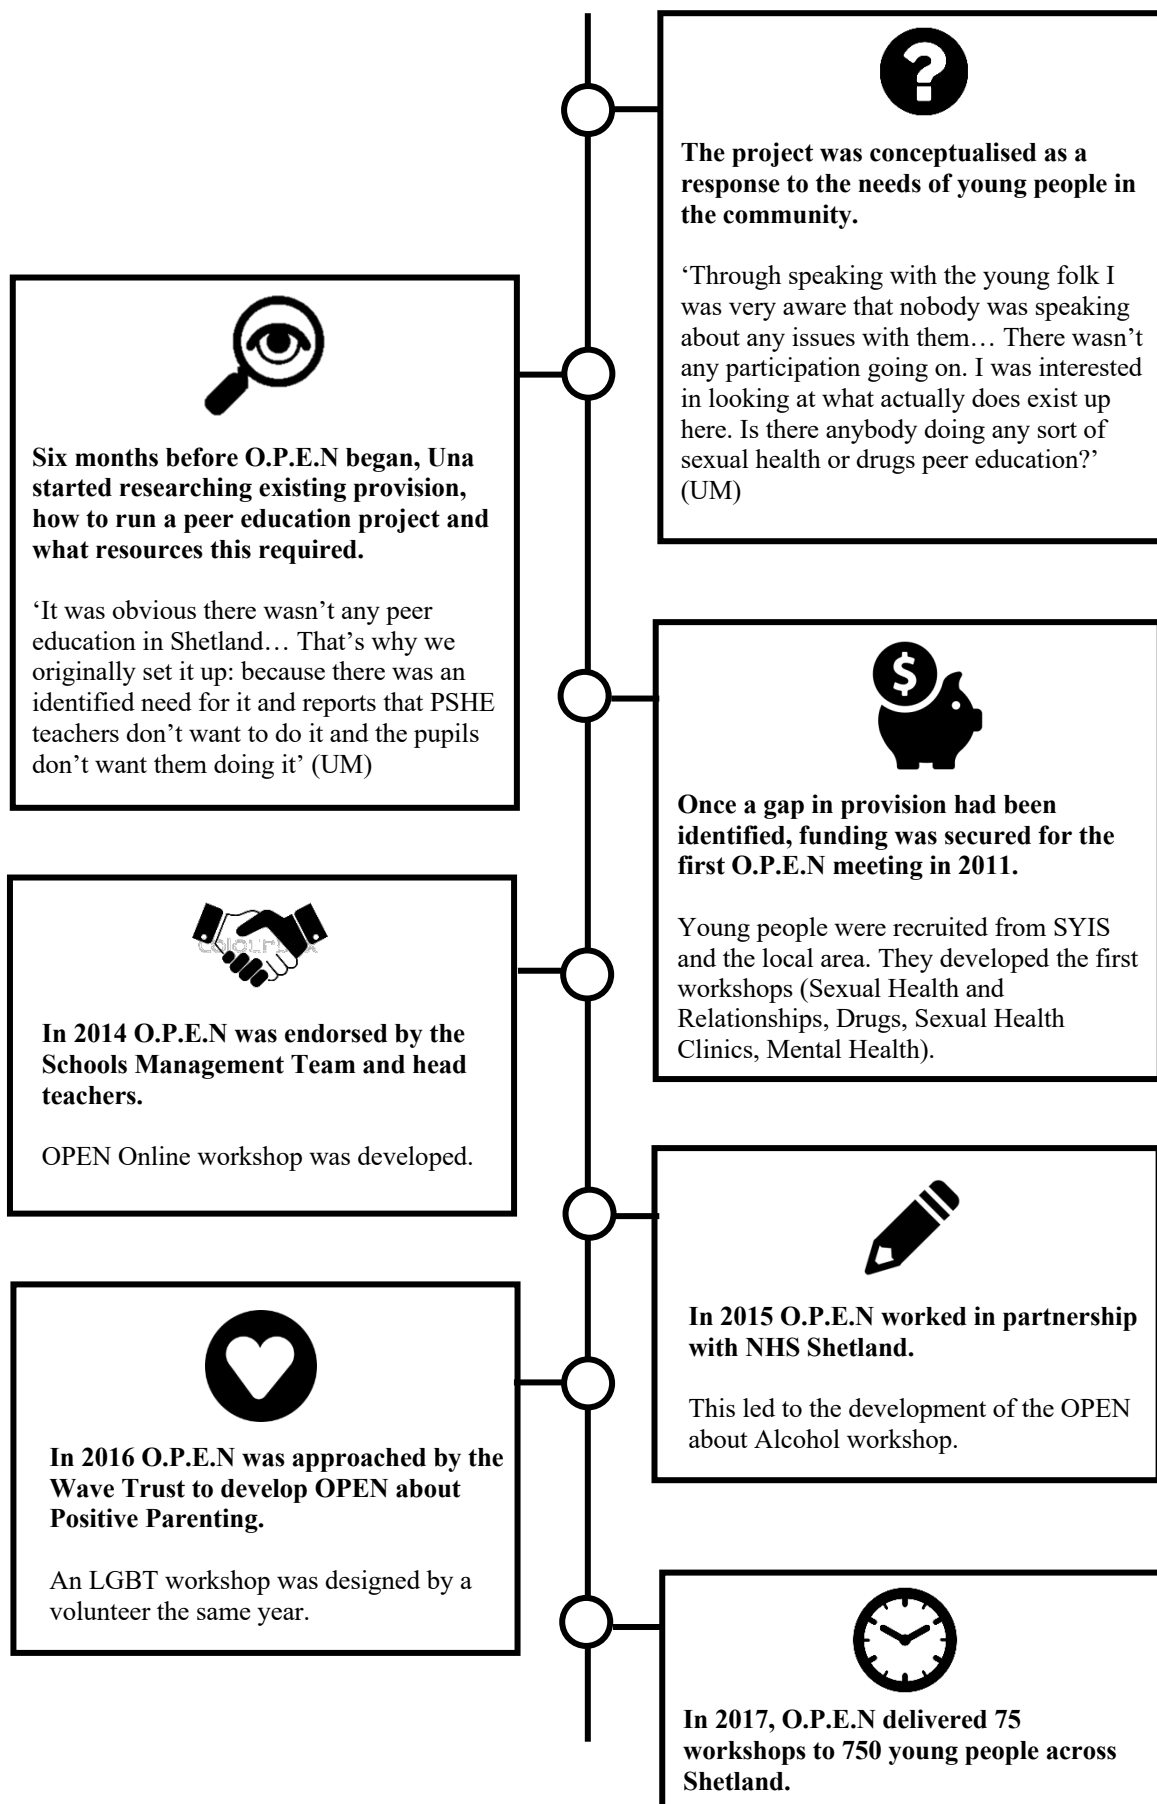 The project was conceptualised as a
response to the needs of young people in
the community.
‘Through speaking with the young folk I
was very aware that nobody was speaking
about any issues with them… There wasn’t
any participation going on. I was interested
in looking at what actually does exist up
here. Is there anybody doing any sort of
sexual health or drugs peer education?’
(UM)
Six months before O.P.E.N began, Una
started researching existing provision,
how to run a peer education project and
what resources this required.
‘It was obvious there wasn’t any peer
education in Shetland… That’s why we
originally set it up: because there was an
identified need for it and reports that PSHE
teachers don’t want to do it and the pupils
don’t want them doing it’ (UM)
$
Once a gap in provision had been
identified, funding was secured for the
first O.P.E.N meeting in 2011.
Young people were recruited from SYIS
and the local area. They developed the first
workshops (Sexual Health and
Relationships, Drugs, Sexual Health
Clinics, Mental Health).
In 2014 O.P.E.N was endorsed by the
Schools Management Team and head
teachers.
OPEN Online workshop was developed.
In 2015 O.P.E.N worked in partnership
with NHS Shetland.
This led to the development of the OPEN
about Alcohol workshop.
In 2016 O.P.E.N was approached by the
Wave Trust to develop OPEN about
Positive Parenting.
An LGBT workshop was designed by a
volunteer the same year.
In 2017, O.P.E.N delivered 75
workshops to 750 young people across
Shetland.